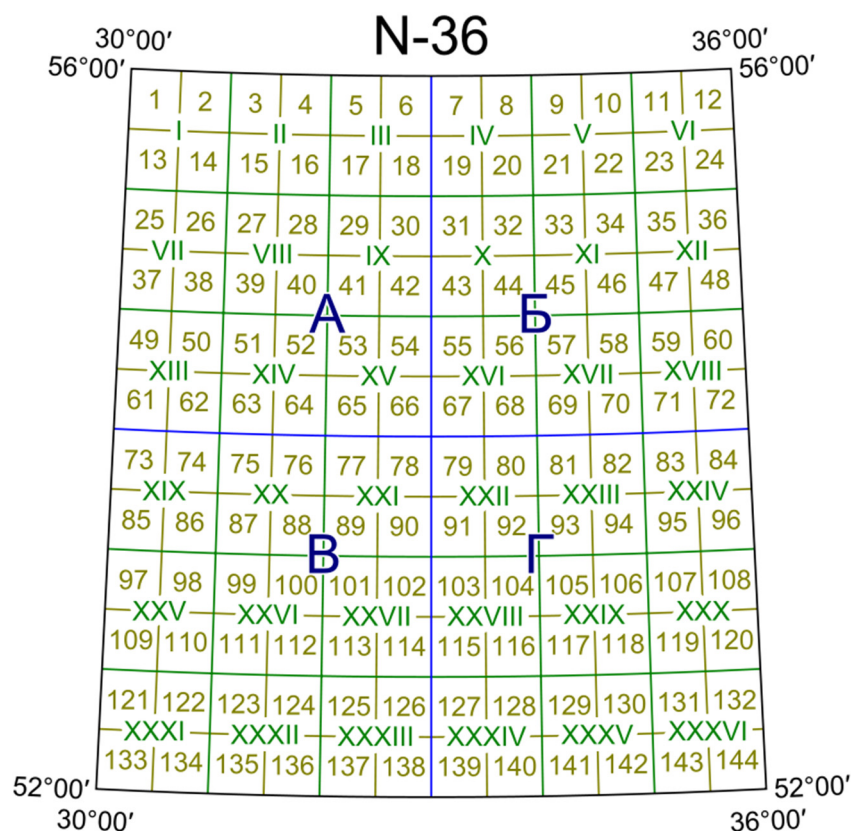 N-36
30°00′ 36°00′
56°00′ 56°00′
1 2 3 4 5 6 7 8 9 10 11 12
I II III IV V VI
13 14 15 16 17 18 19 20 21 22 23 24
25 26 27 28 29 30 31 32 33 34 35 36
VII VIII IX X XI XII
37 38 39 40 41 42 43 44 45 46 47 48
А Б
49 50 51 52 53 54 55 56 57 58 59 60
XIII XIV XV XVI XVII XVIII
61 62 63 64 65 66 67 68 69 70 71 72
73 74 75 76 77 78 79 80 81 82 83 84
XIX XX XXI XXII XXIII XXIV
85 86 87 88 89 90 91 92 93 94 95 96
В Г
97 98 99 100 101 102 103 104 105 106 107 108
XXV XXVI XXVII XXVIII XXIX XXX
109 110 111 112 113 114 115 116 117 118 119 120
121 122 123 124 125 126 127 128 129 130 131 132
XXXI XXXII XXXIII XXXIV XXXV XXXVI
133 134 135 136 137 138 139 140 141 142 143 144
52°00′ 52°00′
30°00′ 36°00′